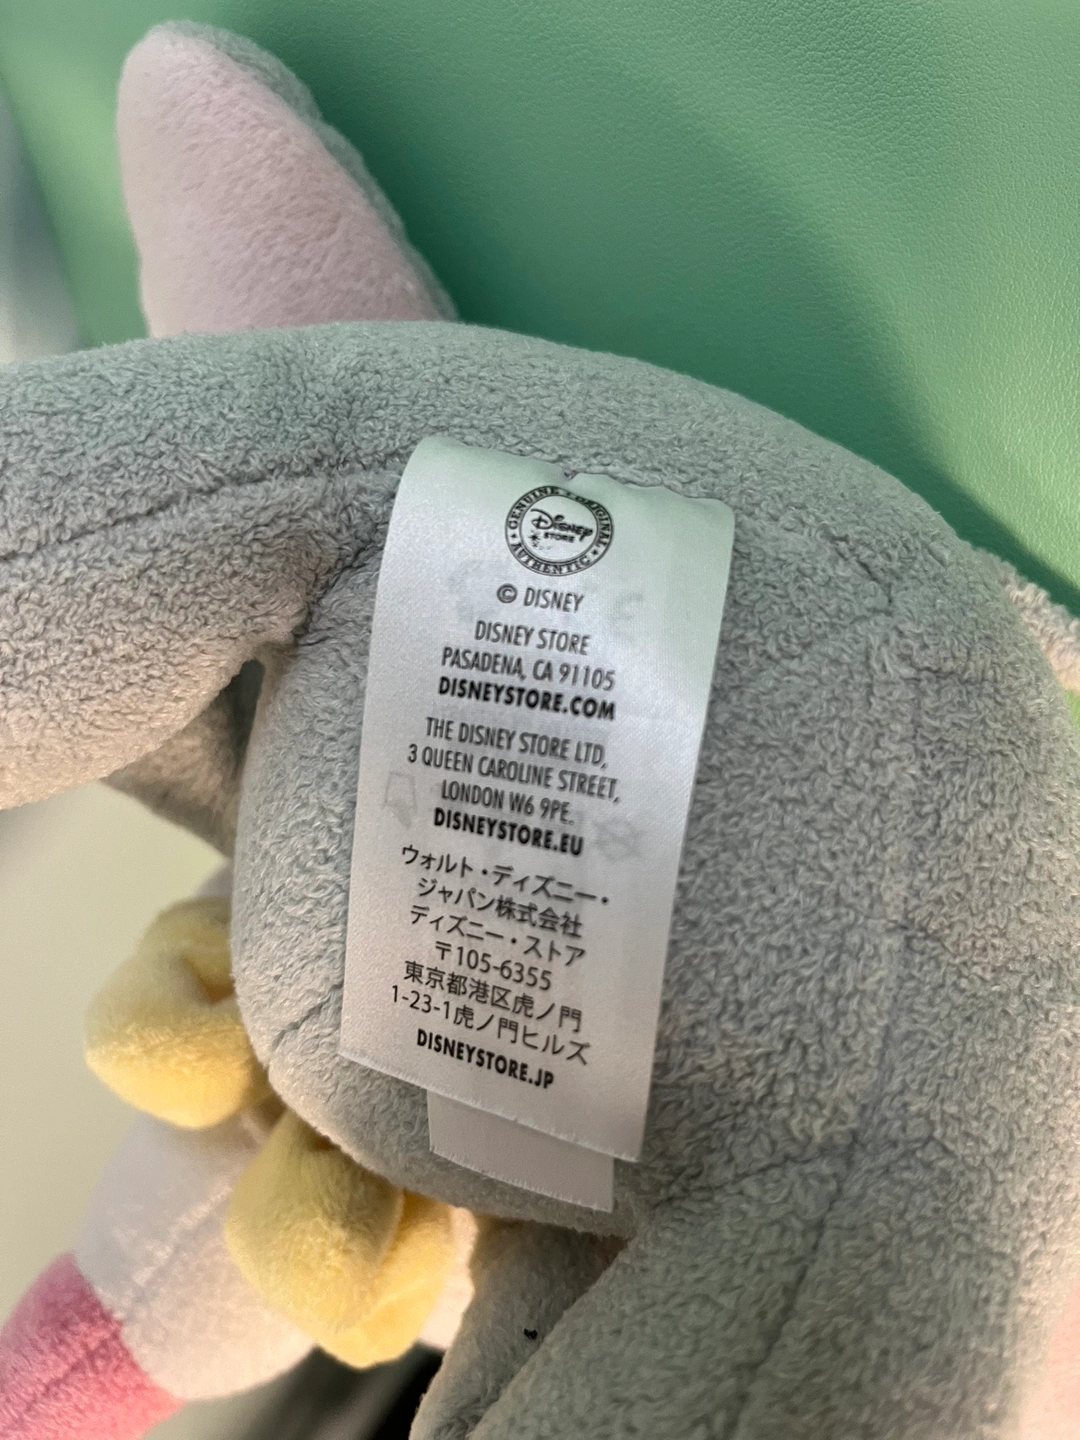 GENUINE • ORIGINAL • AUTHENTIC •
Disney
STORE
© DISNEY
DISNEY STORE
PASADENA, CA 91105
DISNEYSTORE.COM
THE DISNEY STORE LTD,
3 QUEEN CAROLINE STREET,
LONDON W6 9PE.
DISNEYSTORE.EU
ウォルト・ディズニー・
ジャパン株式会社
ディズニー・ストア
〒105-6355
東京都港区虎ノ門
1-23-1虎ノ門ヒルズ
DISNEYSTORE.JP